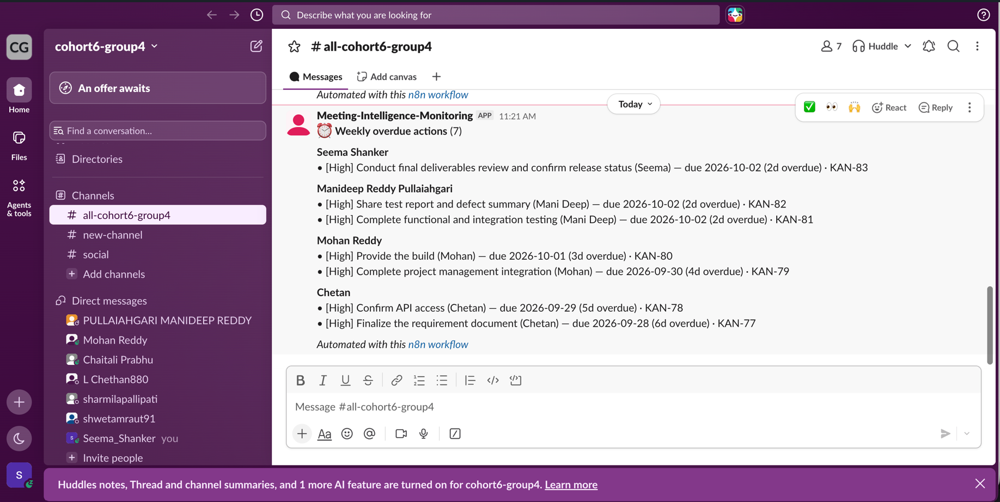 Describe what you are looking for
CG
Home
Files
Agents
& tools
S
cohort6-group4
An offer awaits
Find a conversation...
Directories
Channels
# all-cohort6-group4
# new-channel
# social
+ Add channels
Direct messages
PULLAIAHGARI MANIDEEP REDDY
Mohan Reddy
Chaitali Prabhu
L Chethan880
sharmilapallipati
shwetamraut91
Seema_Shanker you
+ Invite people
# all-cohort6-group4
7 Huddle
Messages Add canvas +
Automated with this n8n workflow
Today
React Reply
Meeting-Intelligence-Monitoring APP 11:21 AM
Weekly overdue actions (7)
Seema Shanker
• [High] Conduct final deliverables review and confirm release status (Seema) — due 2026-10-02 (2d overdue) · KAN-83
Manideep Reddy Pullaiahgari
• [High] Share test report and defect summary (Mani Deep) — due 2026-10-02 (2d overdue) · KAN-82
• [High] Complete functional and integration testing (Mani Deep) — due 2026-10-02 (2d overdue) · KAN-81
Mohan Reddy
• [High] Provide the build (Mohan) — due 2026-10-01 (3d overdue) · KAN-80
• [High] Complete project management integration (Mohan) — due 2026-09-30 (4d overdue) · KAN-79
Chetan
• [High] Confirm API access (Chetan) — due 2026-09-29 (5d overdue) · KAN-78
• [High] Finalize the requirement document (Chetan) — due 2026-09-28 (6d overdue) · KAN-77
Automated with this n8n workflow
B I U S
Message #all-cohort6-group4
+ Aa @
Huddles notes, Thread and channel summaries, and 1 more AI feature are turned on for cohort6-group4. Learn more